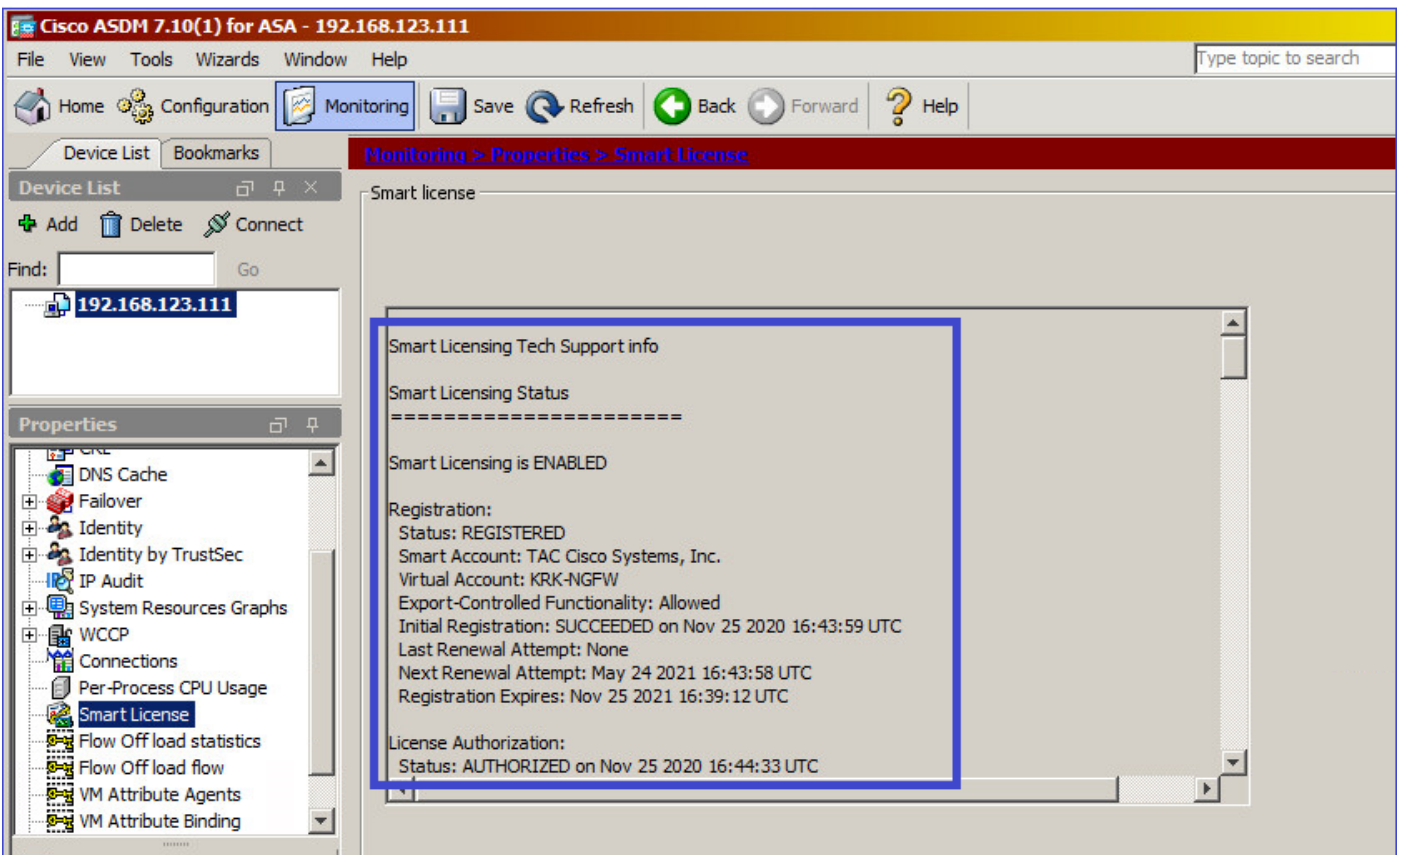 Cisco ASDM 7.10(1) for ASA - 192.168.123.111
File View Tools Wizards Window Help
Type topic to search
Home Configuration Monitoring Save Refresh Back Forward Help
Device List Bookmarks
Monitoring > Properties > Smart License
Device List
Smart license
Add Delete Connect
Find: Go
192.168.123.111
Smart Licensing Tech Support info
Smart Licensing Status
======================
Smart Licensing is ENABLED
Registration:
Status: REGISTERED
Smart Account: TAC Cisco Systems, Inc.
Virtual Account: KRK-NGFW
Export-Controlled Functionality: Allowed
Initial Registration: SUCCEEDED on Nov 25 2020 16:43:59 UTC
Last Renewal Attempt: None
Next Renewal Attempt: May 24 2021 16:43:58 UTC
Registration Expires: Nov 25 2021 16:39:12 UTC
License Authorization:
Status: AUTHORIZED on Nov 25 2020 16:44:33 UTC
Properties
CRL
DNS Cache
Failover
Identity
Identity by TrustSec
IP Audit
System Resources Graphs
WCCP
Connections
Per-Process CPU Usage
Smart License
Flow Off load statistics
Flow Off load flow
VM Attribute Agents
VM Attribute Binding